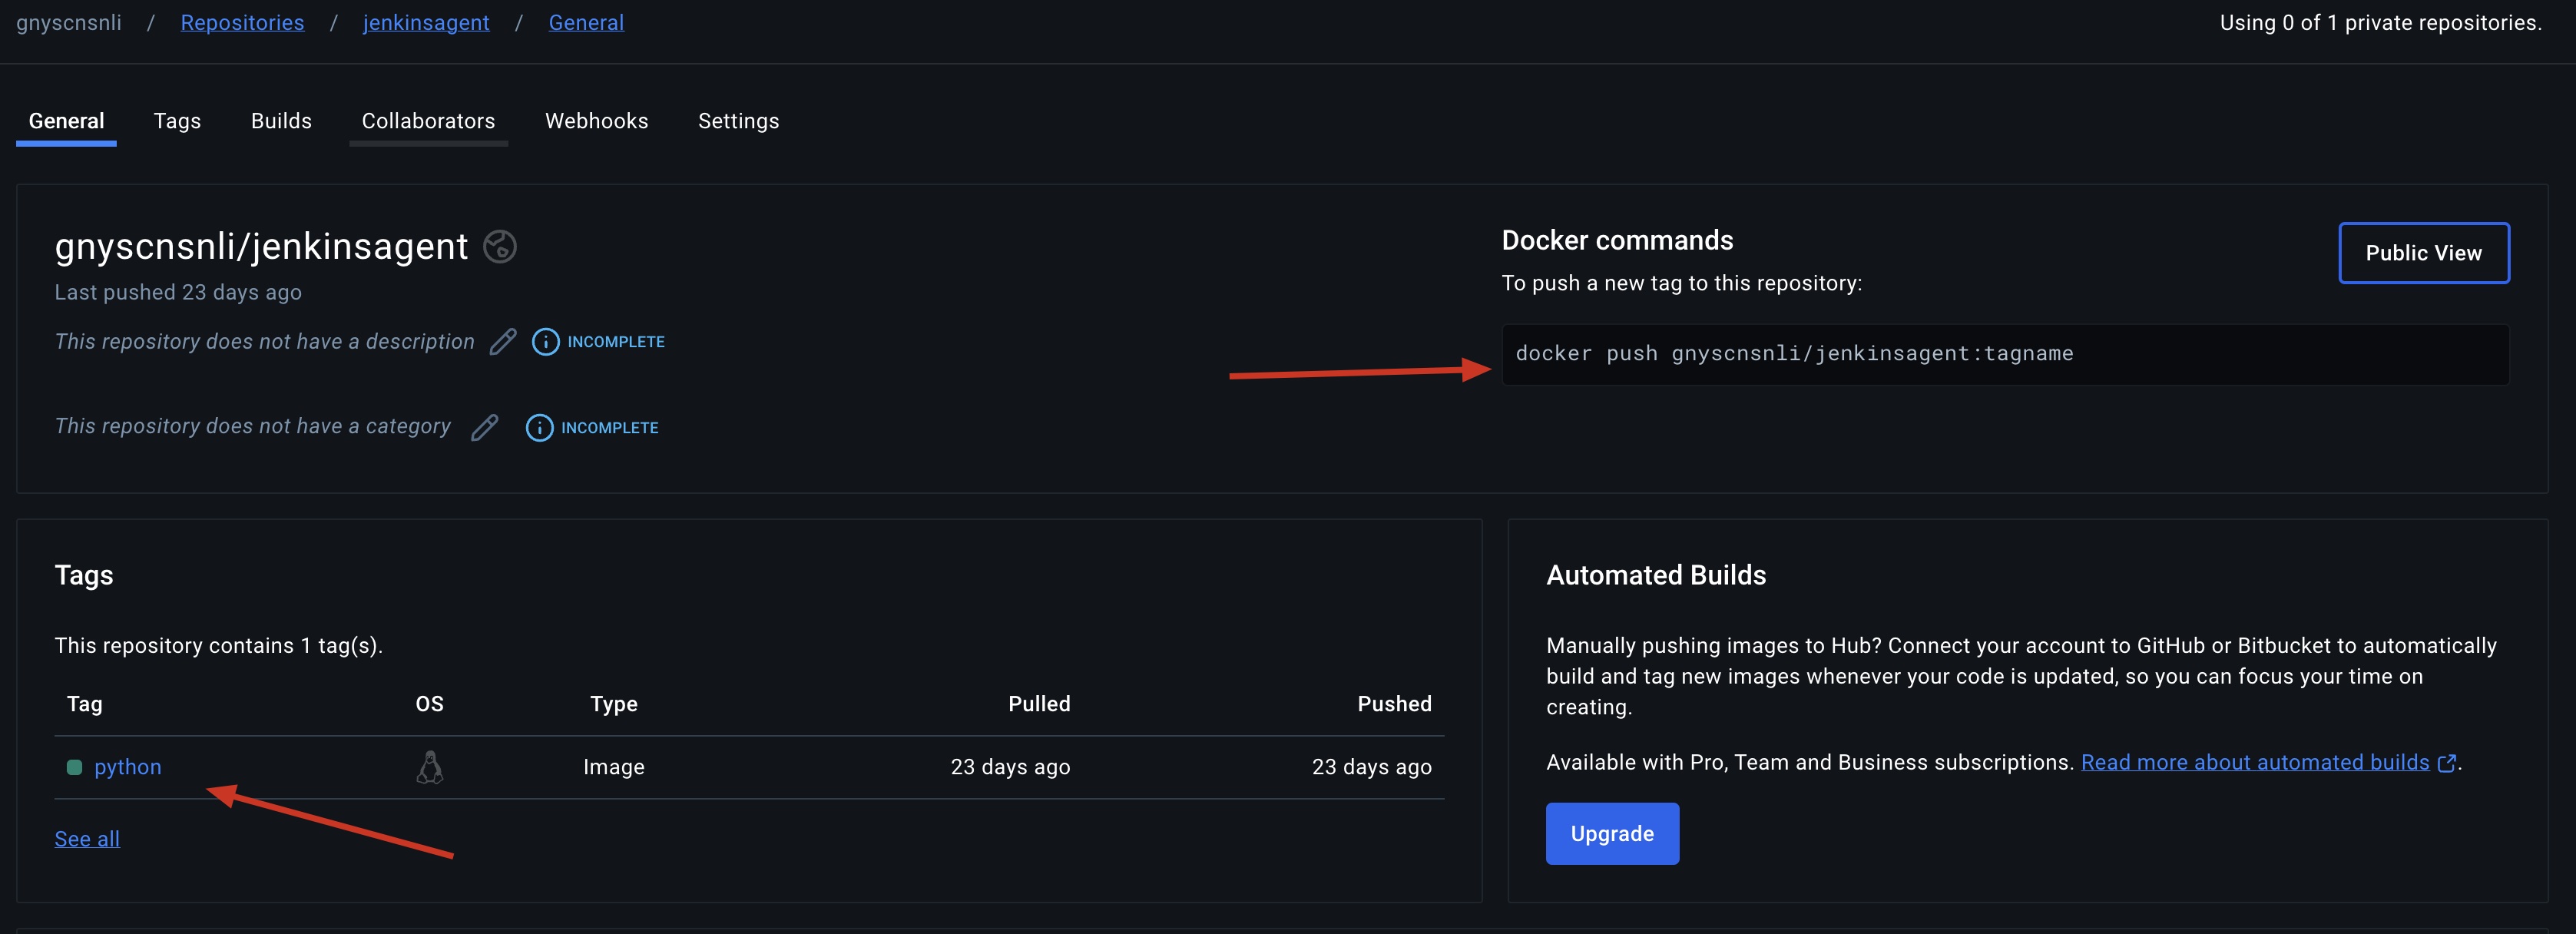 gnyscnsnli / Repositories / jenkinsagent / General
Using 0 of 1 private repositories.
General Tags Builds Collaborators Webhooks Settings
gnyscnsnli/jenkinsagent
Last pushed 23 days ago
This repository does not have a description INCOMPLETE
This repository does not have a category INCOMPLETE
Docker commands
To push a new tag to this repository:
docker push gnyscnsnli/jenkinsagent:tagname
Public View
Tags
This repository contains 1 tag(s).
Tag OS Type Pulled Pushed
python Image 23 days ago 23 days ago
See all
Automated Builds
Manually pushing images to Hub? Connect your account to GitHub or Bitbucket to automatically
build and tag new images whenever your code is updated, so you can focus your time on
creating.
Available with Pro, Team and Business subscriptions. Read more about automated builds .
Upgrade